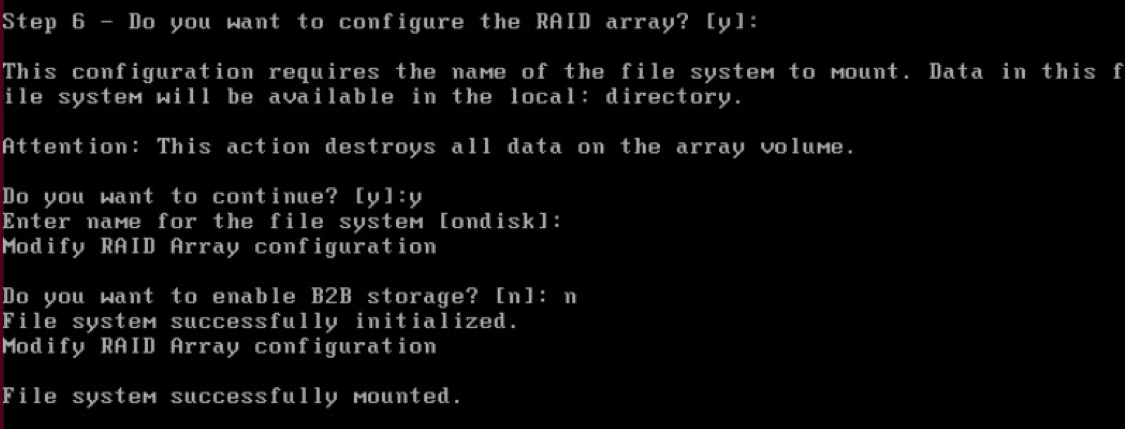 Step 6 - Do you want to configure the RAID array? [y]:
This configuration requires the name of the file system to mount. Data in this f
ile system will be available in the local: directory.
Attention: This action destroys all data on the array volume.
Do you want to continue? [y]:y
Enter name for the file system [ondisk]:
Modify RAID Array configuration
Do you want to enable B2B storage? [n]: n
File system successfully initialized.
Modify RAID Array configuration
File system successfully mounted.